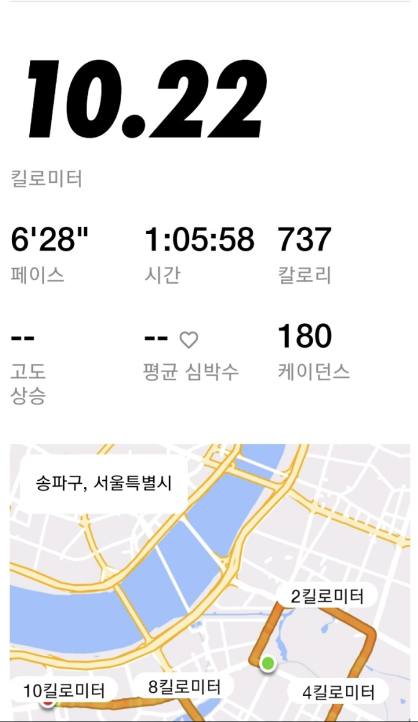 10.22
킬로미터
6'28" 1:05:58 737
페이스 시간 칼로리
-- -- 180
고도 평균 심박수 케이던스
상승
송파구, 서울특별시
2킬로미터
10킬로미터 8킬로미터 4킬로미터